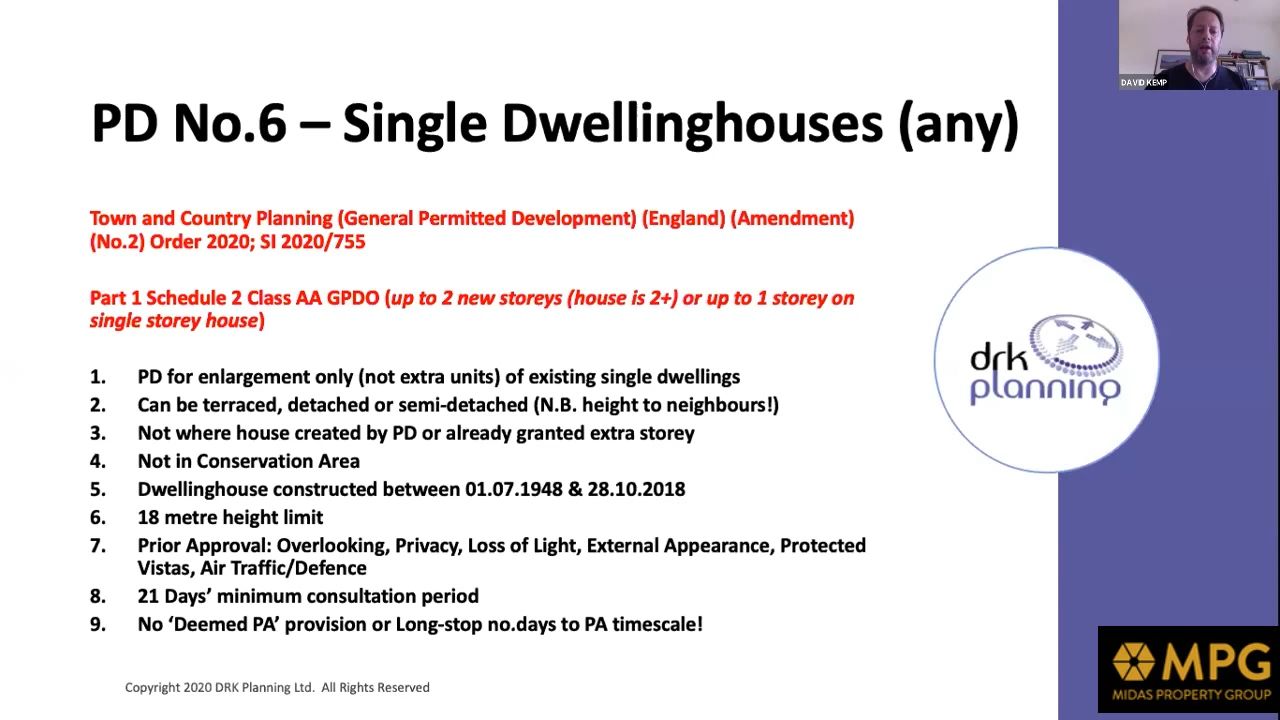 DAVID KEMP
PD No.6 – Single Dwellinghouses (any)
Town and Country Planning (General Permitted Development) (England) (Amendment)
(No.2) Order 2020; SI 2020/755
Part 1 Schedule 2 Class AA GPDO (up to 2 new storeys (house is 2+) or up to 1 storey on
single storey house)
1. PD for enlargement only (not extra units) of existing single dwellings
2. Can be terraced, detached or semi-detached (N.B. height to neighbours!)
3. Not where house created by PD or already granted extra storey
4. Not in Conservation Area
5. Dwellinghouse constructed between 01.07.1948 & 28.10.2018
6. 18 metre height limit
7. Prior Approval: Overlooking, Privacy, Loss of Light, External Appearance, Protected
Vistas, Air Traffic/Defence
8. 21 Days’ minimum consultation period
9. No ‘Deemed PA’ provision or Long-stop no.days to PA timescale!
drk
planning
MPG
MIDAS PROPERTY GROUP
Copyright 2020 DRK Planning Ltd. All Rights Reserved